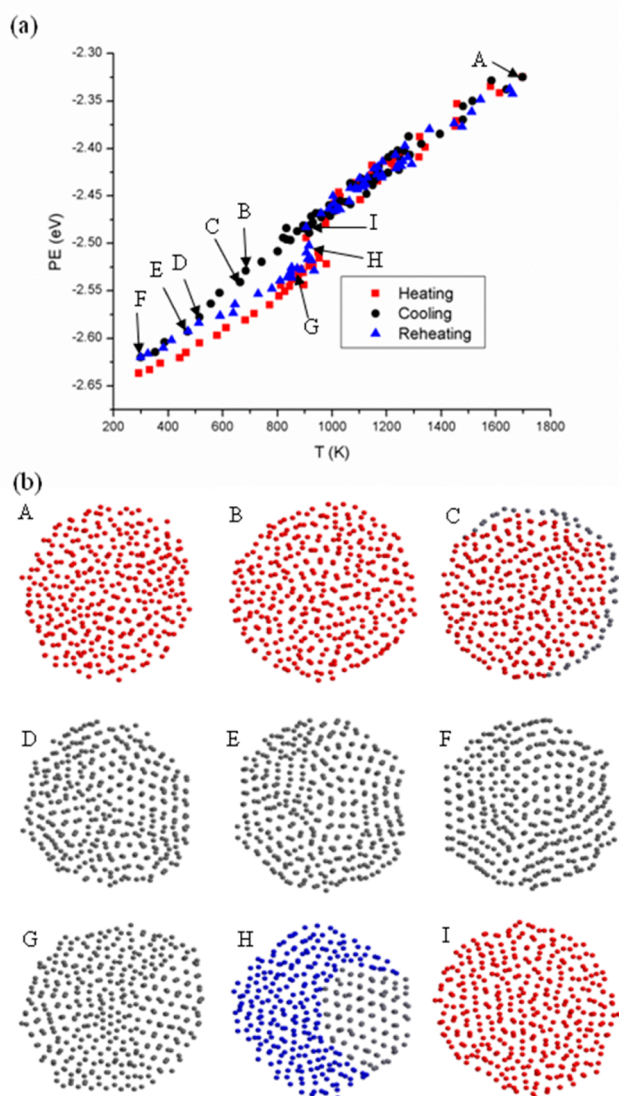 (a)
-2.30
-2.35
-2.40
-2.45
-2.50
-2.55
-2.60
-2.65
PE (eV)
A
B
C
D
E
F
I
H
G
Heating
Cooling
Reheating
200 400 600 800 1000 1200 1400 1600 1800
T (K)
(b)
A B C
D E F
G H I